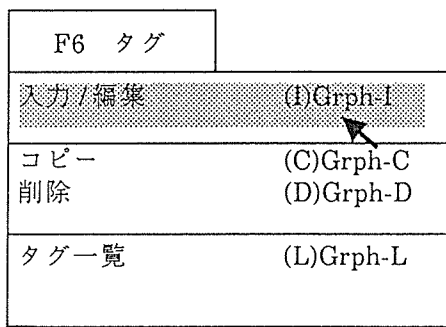 F6 タグ
入力/編集 (I)Grph-I
コピー (C)Grph-C
削除 (D)Grph-D
タグ一覧 (L)Grph-L